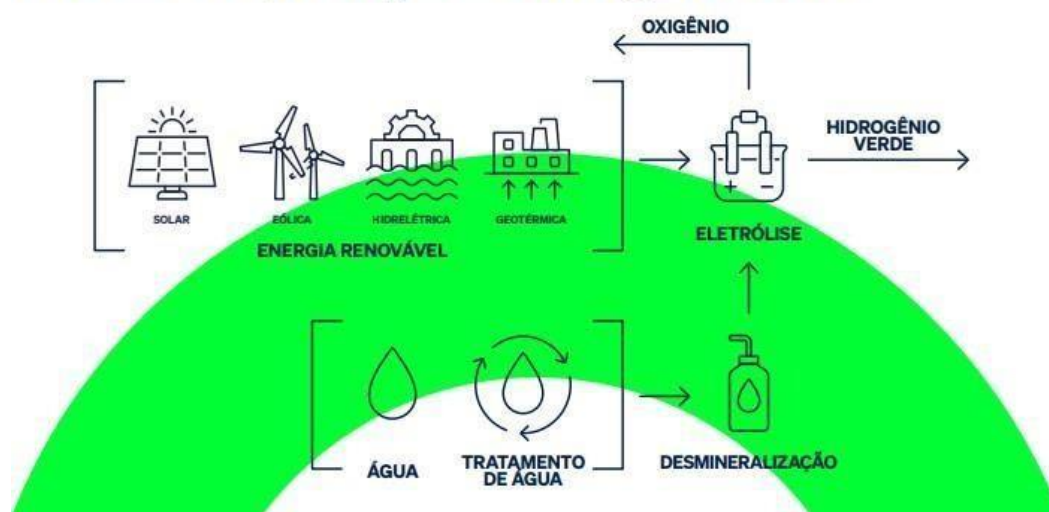 OXIGÊNIO
HIDROGÊNIO
VERDE
SOLAR
EÓLICA
HIDRELÉTRICA
GEOTÉRMICA
ENERGIA RENOVÁVEL
ELETRÓLISE
ÁGUA
TRATAMENTO
DE ÁGUA
DESMINERALIZAÇÃO